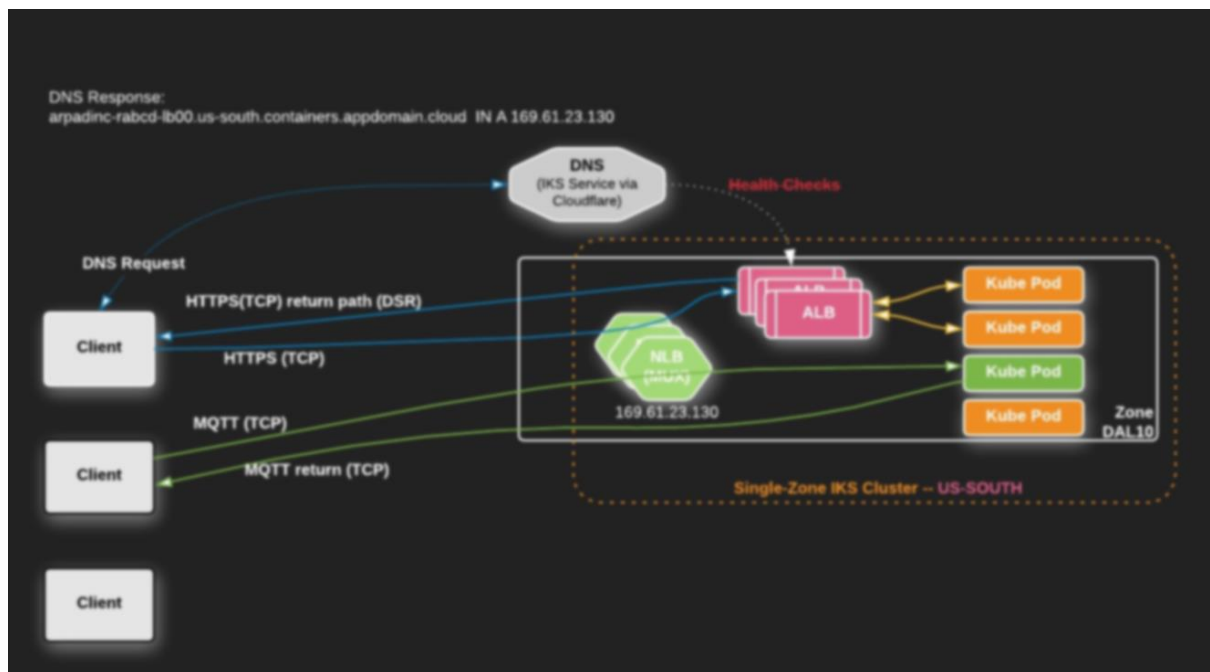 DNS Response:
arpadinc-rabcd-lb00.us-south.containers.appdomain.cloud IN A 169.61.23.130
DNS
(IKS Service via
Cloudflare)
Health Checks
DNS Request
HTTPS(TCP) return path (DSR)
HTTPS (TCP)
MQTT (TCP)
MQTT return (TCP)
Client
Client
Client
NLB
(MUX)
169.61.23.130
ALB
ALB
Kube Pod
Kube Pod
Kube Pod
Kube Pod
Zone
DAL10
Single-Zone IKS Cluster -- US-SOUTH